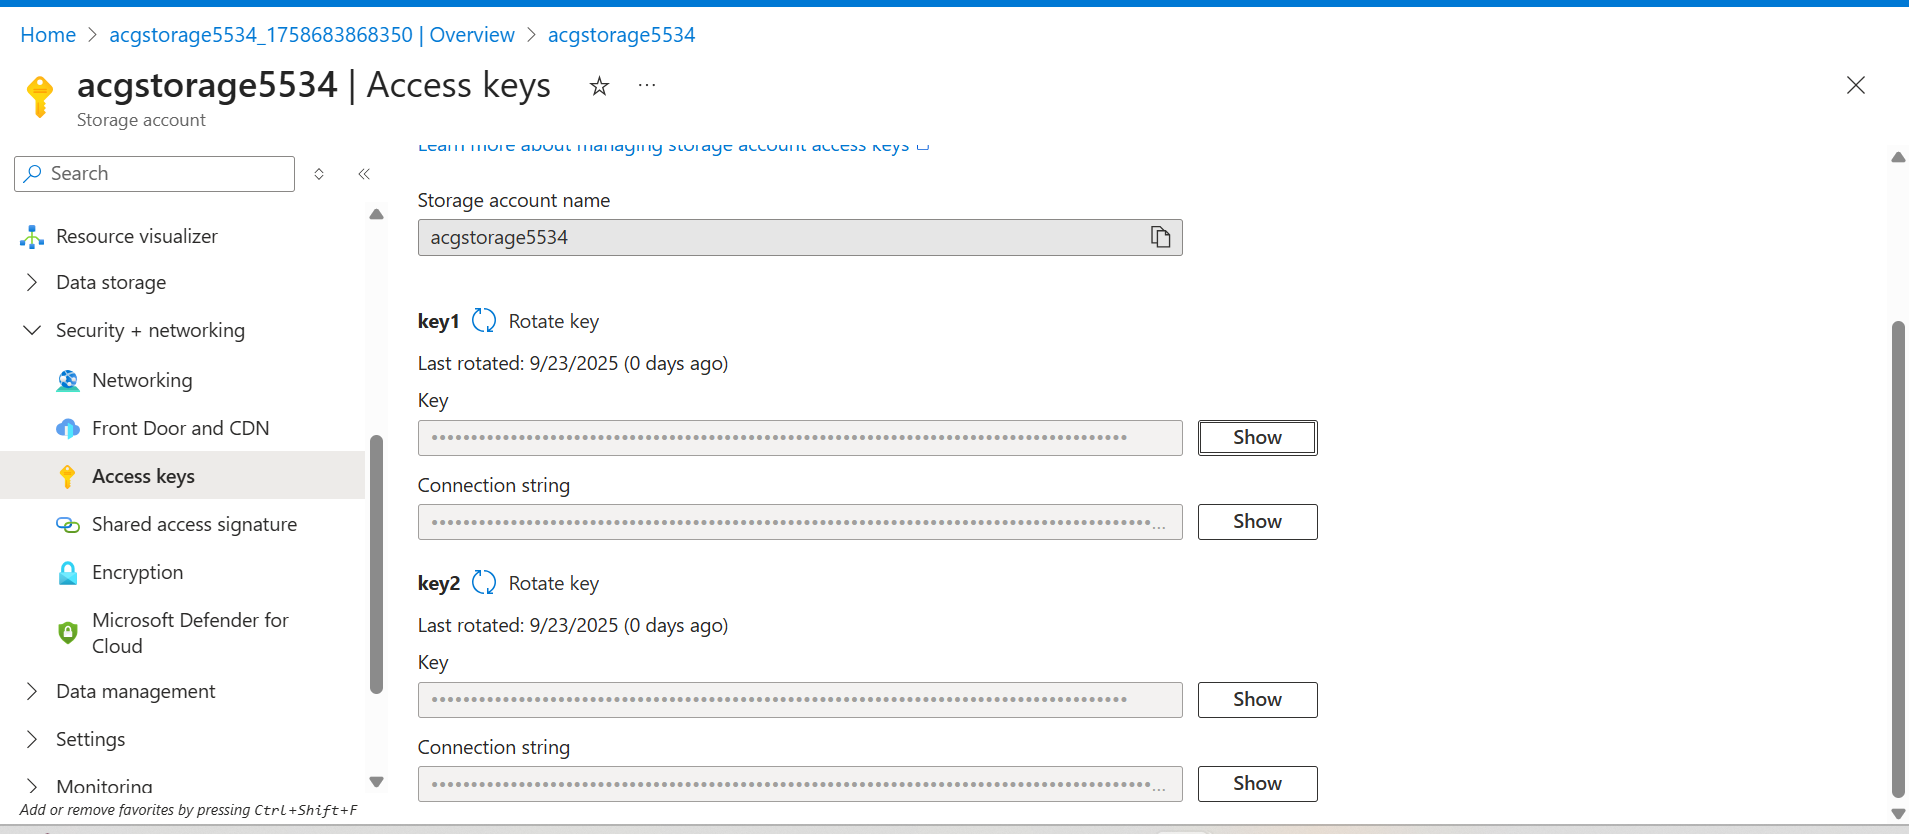 Home > acgstorage5534_1758683868350 | Overview > acgstorage5534
acgstorage5534 | Access keys
Storage account
Search
Resource visualizer
Data storage
Security + networking
Networking
Front Door and CDN
Access keys
Shared access signature
Encryption
Microsoft Defender for
Cloud
Data management
Settings
Monitoring
Add or remove favorites by pressing Ctrl+Shift+F
Learn more about managing storage account access keys
Storage account name
acgstorage5534
key1 Rotate key
Last rotated: 9/23/2025 (0 days ago)
Key
Show
Connection string
... Show
key2 Rotate key
Last rotated: 9/23/2025 (0 days ago)
Key
Show
Connection string
... Show